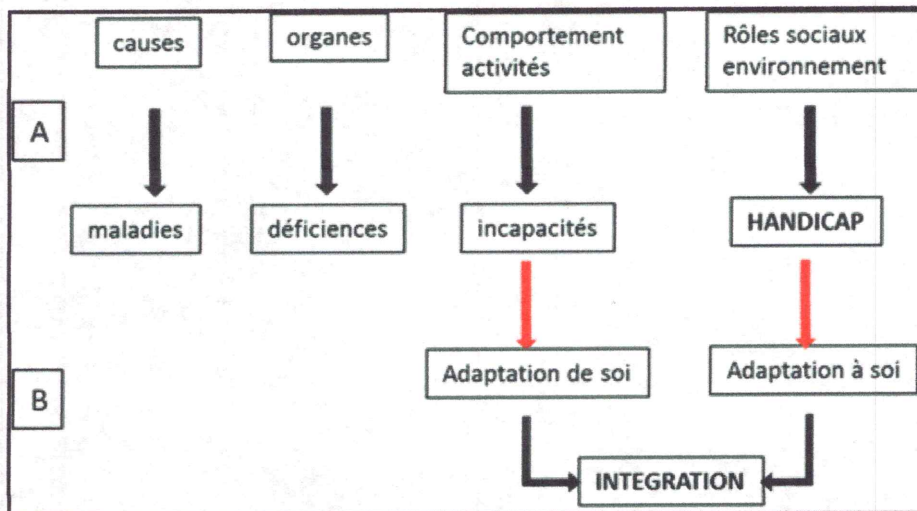 causes
organes
Comportement
activités
Rôles sociaux
environnement
A
maladies
déficiences
incapacités
HANDICAP
Adaptation de soi
Adaptation à soi
B
INTEGRATION